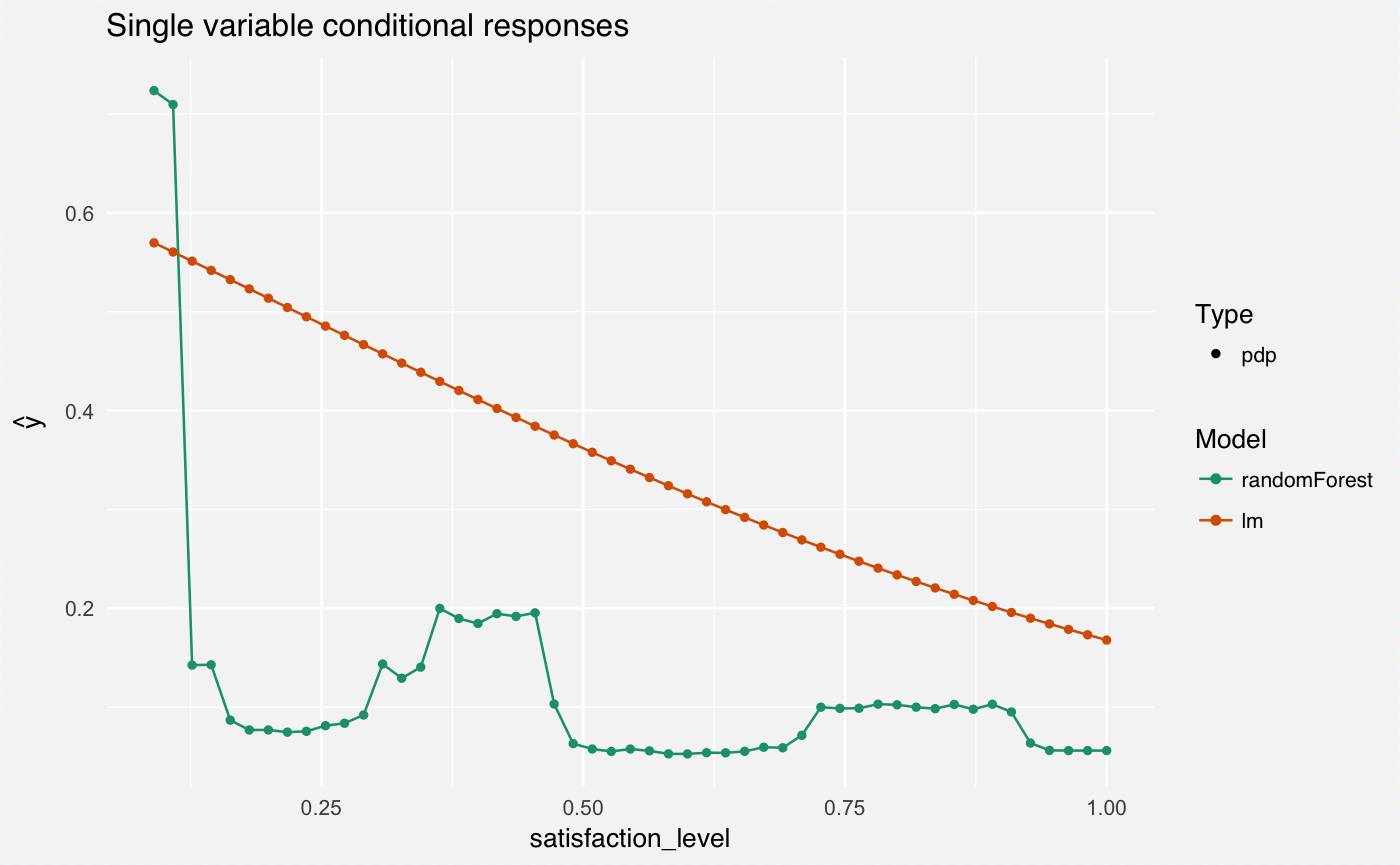 Single variable conditional responses
0.6
0.4
0.2
ŷ
0.25 0.50 0.75 1.00
satisfaction_level
Type
pdp
Model
randomForest
lm